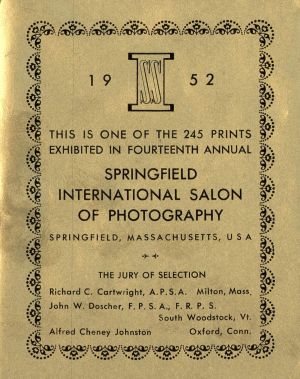 19 ISS 52
THIS IS ONE OF THE 245 PRINTS
EXHIBITED IN FOURTEENTH ANNUAL
SPRINGFIELD
INTERNATIONAL SALON
OF PHOTOGRAPHY
SPRINGFIELD, MASSACHUSETTS, USA
THE JURY OF SELECTION
Richard C. Cartwright, A.P.S.A. Milton, Mass.
John W. Doscher, F. P. S. A., F. R. P. S.
South Woodstock, Vt.
Alfred Cheney Johnston Oxford, Conn.